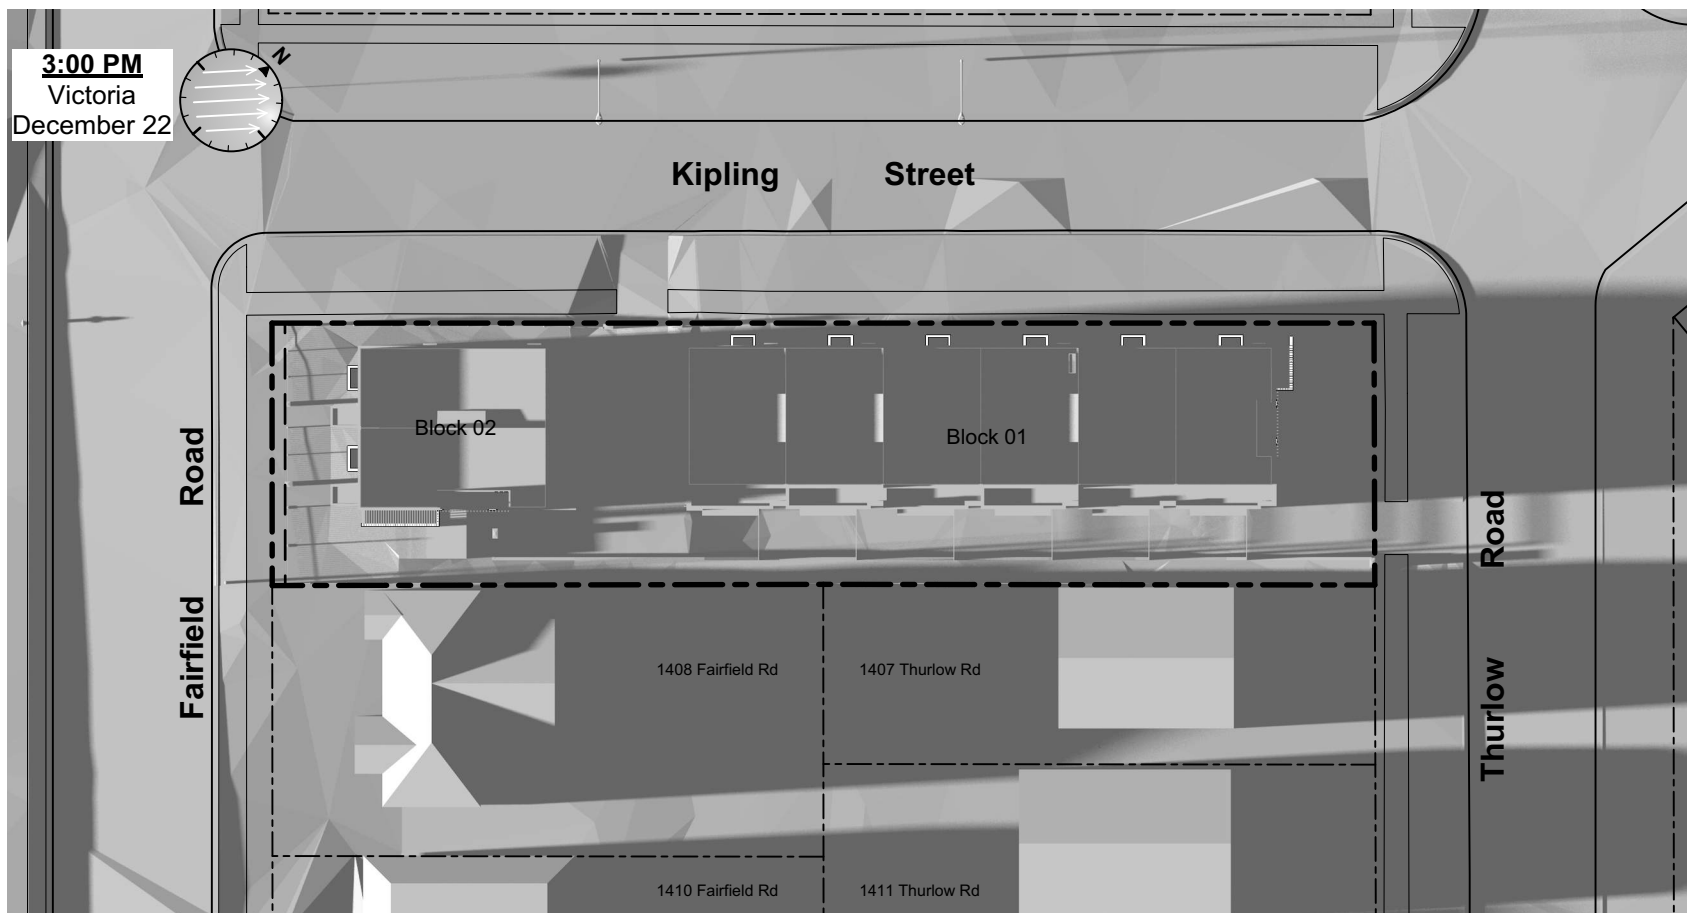 N
3:00 PM
Victoria
December 22
Kipling Street
Block 02
Block 01
Fairfield Road
Thurlow Road
1408 Fairfield Rd
1407 Thurlow Rd
1410 Fairfield Rd
1411 Thurlow Rd